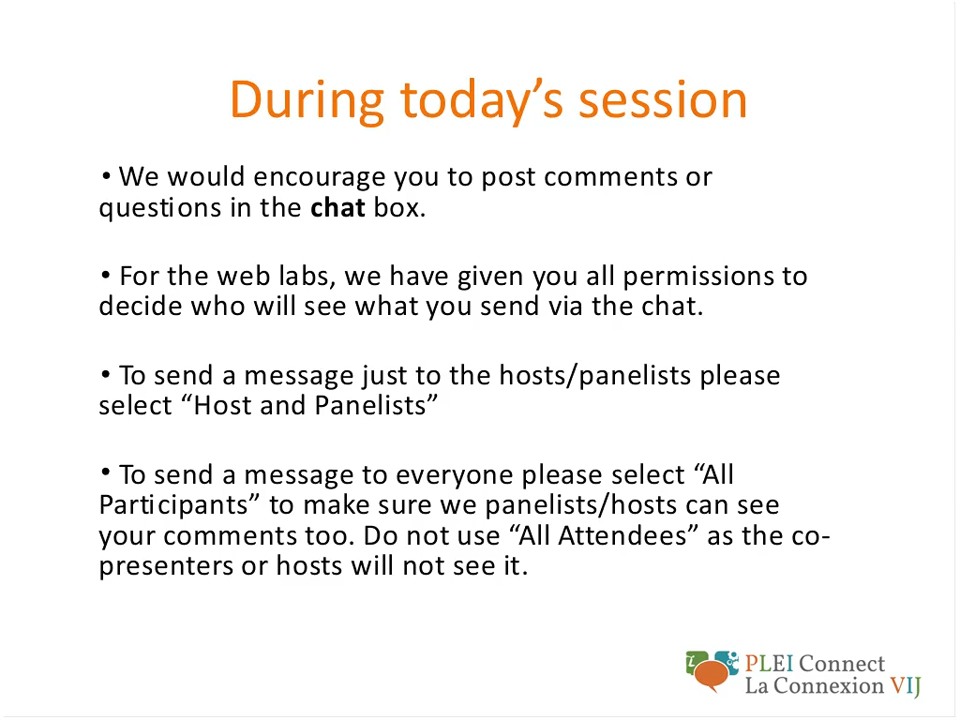 During today’s session
• We would encourage you to post comments or
questions in the chat box.
• For the web labs, we have given you all permissions to
decide who will see what you send via the chat.
• To send a message just to the hosts/panelists please
select “Host and Panelists”
• To send a message to everyone please select “All
Participants” to make sure we panelists/hosts can see
your comments too. Do not use “All Attendees” as the co-
presenters or hosts will not see it.
PLEI Connect
La Connexion VIJ